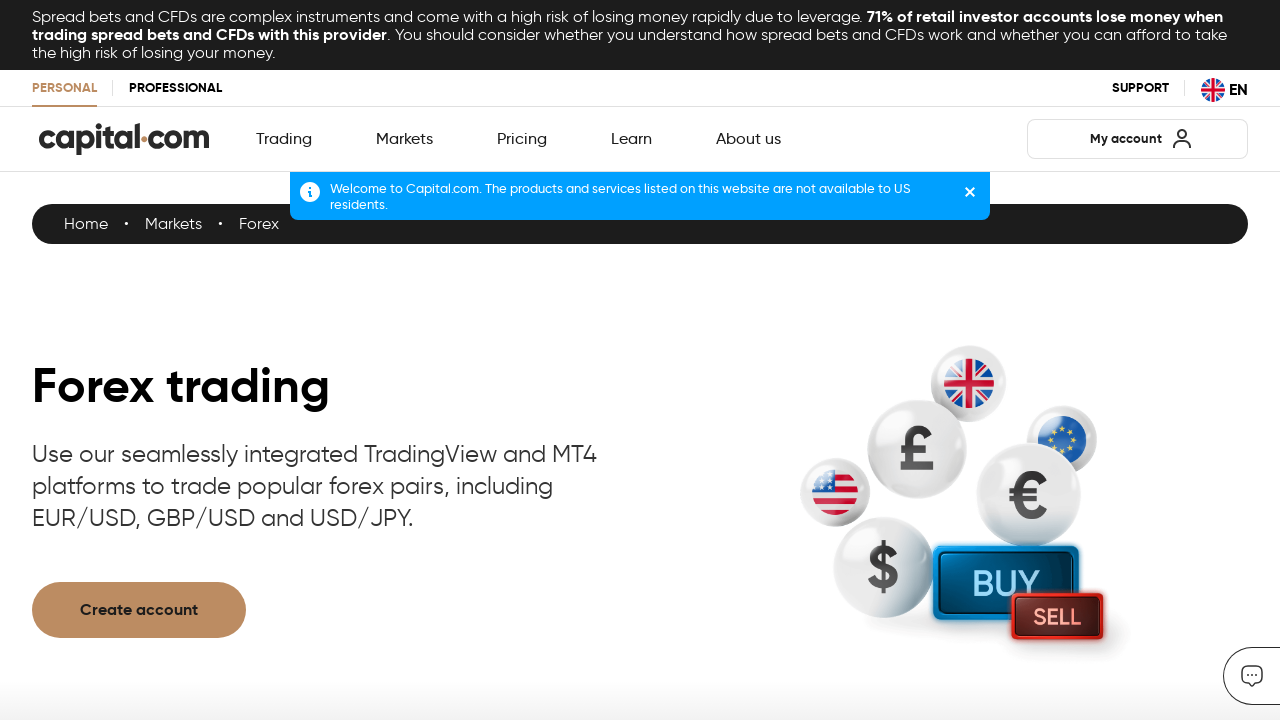 Spread bets and CFDs are complex instruments and come with a high risk of losing money rapidly due to leverage. 71% of retail investor accounts lose money when
trading spread bets and CFDs with this provider. You should consider whether you understand how spread bets and CFDs work and whether you can afford to take
the high risk of losing your money.
PERSONAL PROFESSIONAL SUPPORT EN
capital.com Trading Markets Pricing Learn About us My account
Welcome to Capital.com. The products and services listed on this website are not available to US
residents.
Home • Markets • Forex
Forex trading
Use our seamlessly integrated TradingView and MT4
platforms to trade popular forex pairs, including
EUR/USD, GBP/USD and USD/JPY.
Create account
£
€
$
BUY
SELL